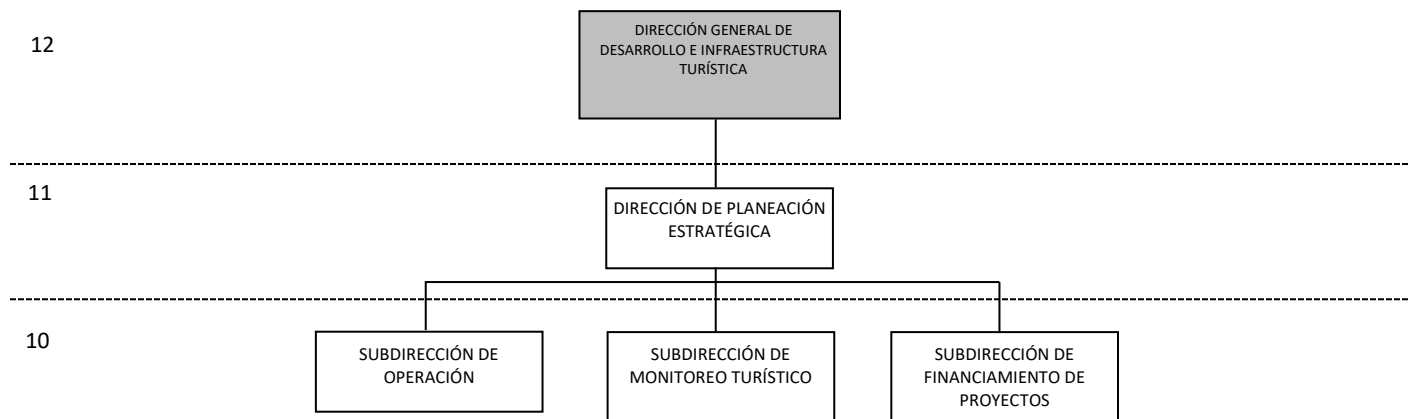 12
DIRECCIÓN GENERAL DE
DESARROLLO E INFRAESTRUCTURA
TURÍSTICA
11
DIRECCIÓN DE PLANEACIÓN
ESTRATÉGICA
10
SUBDIRECCIÓN DE
OPERACIÓN
SUBDIRECCIÓN DE
MONITOREO TURÍSTICO
SUBDIRECCIÓN DE
FINANCIAMIENTO DE
PROYECTOS